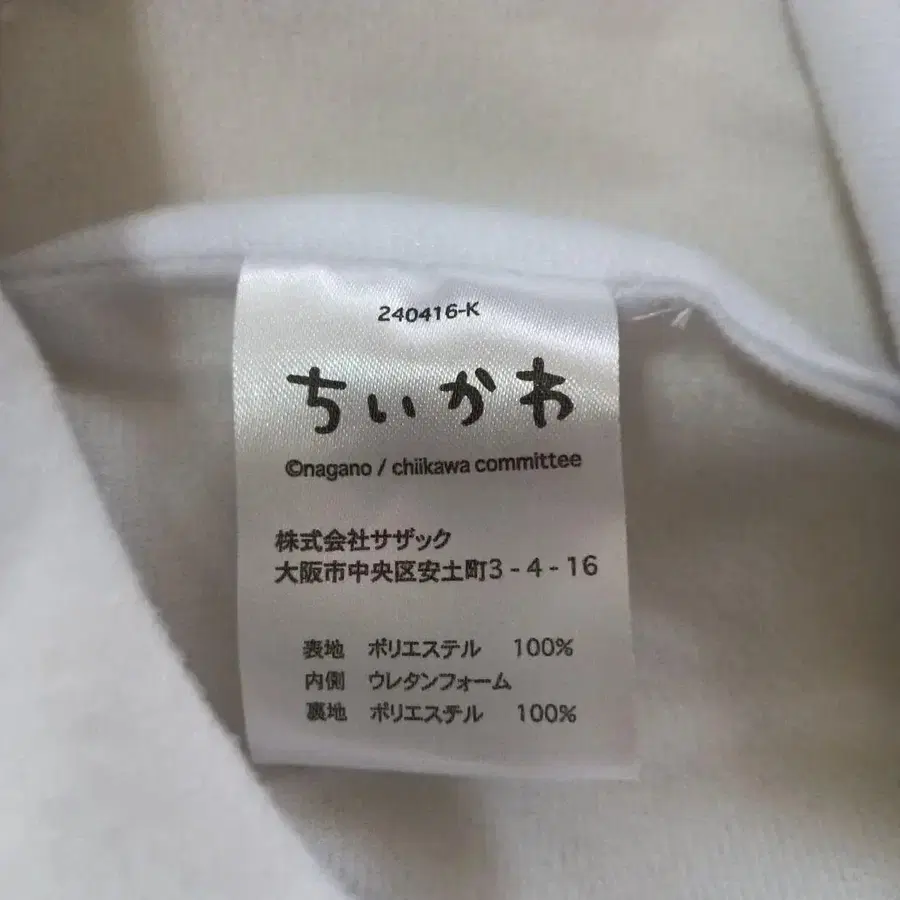 240416-K
ちいかわ
©nagano / chiikawa committee
株式会社サザック
大阪市中央区安土町3-4-16
表地 ポリエステル 100%
内側 ウレタンフォーム
裏地 ポリエステル 100%